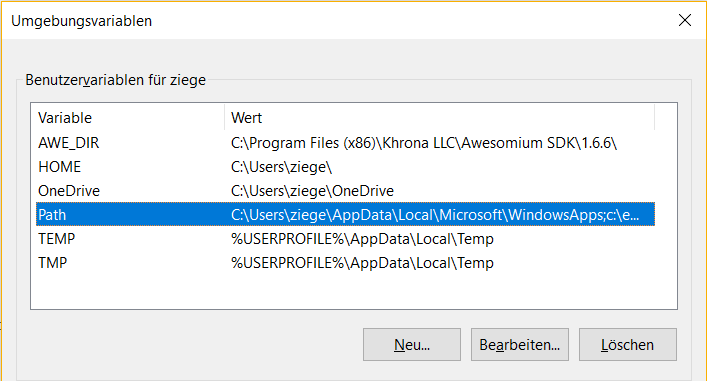 Umgebungsvariablen
Benutzervariablen für ziege
Variable Wert
AWE_DIR C:\Program Files (x86)\Khrona LLC\Awesomium SDK\1.6.6\
HOME C:\Users\ziege\
OneDrive C:\Users\ziege\OneDrive
Path C:\Users\ziege\AppData\Local\Microsoft\WindowsApps;c:\e...
TEMP %USERPROFILE%\AppData\Local\Temp
TMP %USERPROFILE%\AppData\Local\Temp
Neu... Bearbeiten... Löschen